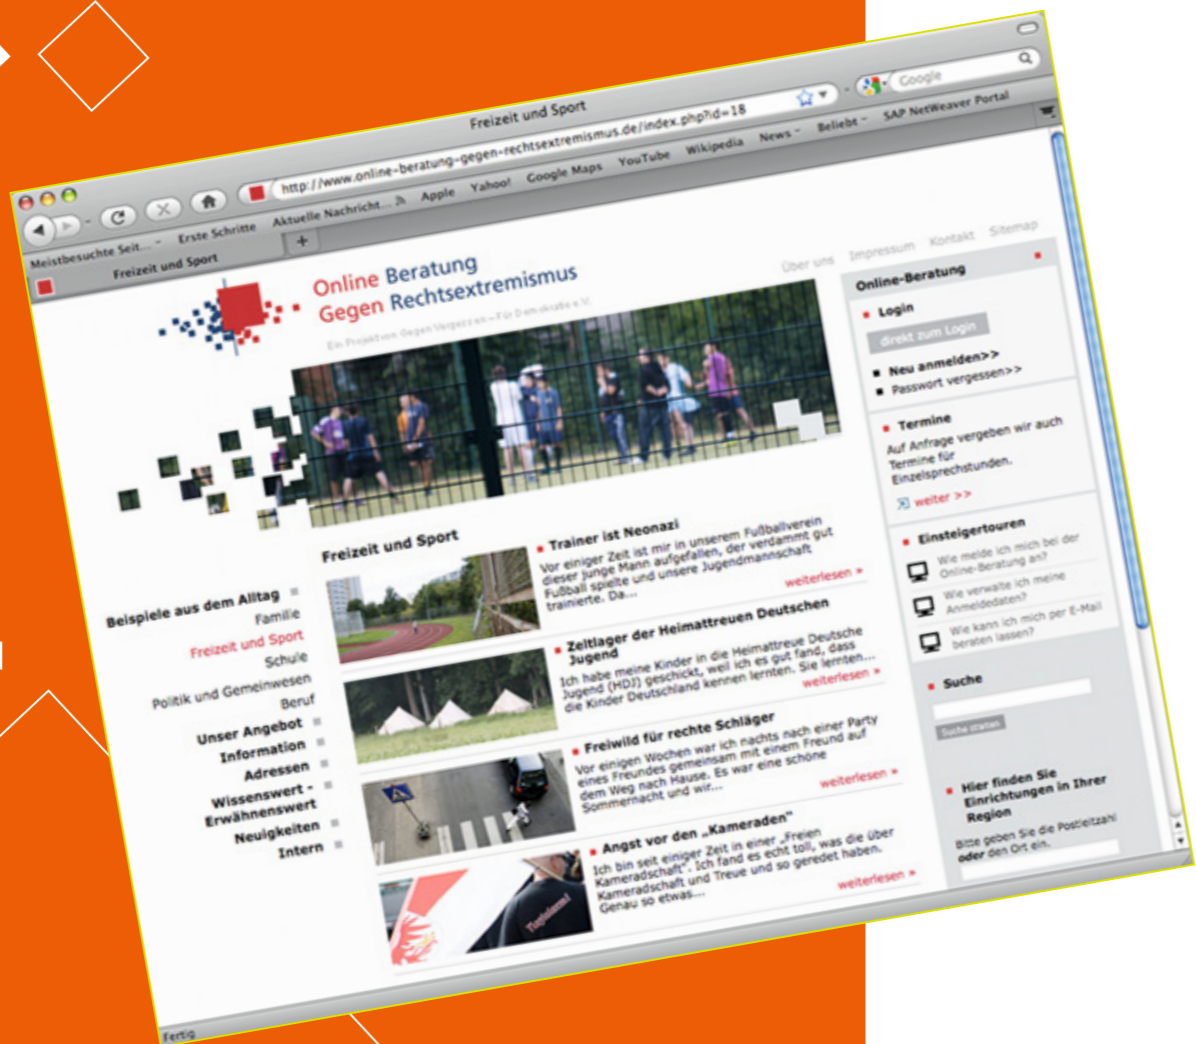 Freizeit und Sport
http://www.online-beratung-gegen-rechtsextremismus.de/index.php?id=18
Google
Meistbesuchte Seit...
Erste Schritte
Aktuelle Nachricht...
Apple
Yahoo!
Google Maps
YouTube
Wikipedia
News
Beliebt
SAP NetWeaver Portal
Freizeit und Sport
Online Beratung
Gegen Rechtsextremismus
Ein Projekt von Gegen Vergessen – Für Demokratie e.V.
Über uns
Impressum
Kontakt
Sitemap
Beispiele aus dem Alltag
Familie
Freizeit und Sport
Schule
Politik und Gemeinwesen
Beruf
Unser Angebot
Information
Adressen
Wissenswert –
Erwähnenswert
Neuigkeiten
Intern
Freizeit und Sport
Trainer ist Neonazi
Vor einiger Zeit ist mir in unserem Fußballverein
dieser junge Mann aufgefallen, der verdammt gut
Fußball spielte und unsere Jugendmannschaft
trainierte. Da...
weiterlesen »
Zeltlager der Heimattreuen Deutschen
Jugend
Ich habe meine Kinder in die Heimattreue Deutsche
Jugend (HDJ) geschickt, weil ich es gut fand, dass
die Kinder Deutschland kennen lernten. Sie lernten...
weiterlesen »
Freiwild für rechte Schläger
Vor einigen Wochen war ich nachts nach einer Party
eines Freundes gemeinsam mit einem Freund auf
dem Weg nach Hause. Es war eine schöne
Sommernacht und wir...
weiterlesen »
Angst vor den „Kameraden“
Ich bin seit einiger Zeit in einer „Freien
Kameradschaft“. Ich fand es echt toll, was die über
Kameradschaft und Treue und so geredet haben.
Genau so etwas...
weiterlesen »
Online-Beratung
Login
direkt zum Login
Neu anmelden>>
Passwort vergessen>>
Termine
Auf Anfrage vergeben wir auch
Termine für
Einzelsprechstunden.
weiter >>
Einsteigertouren
Wie melde ich mich bei der
Online-Beratung an?
Wie verwalte ich meine
Anmeldedaten?
Wie kann ich mich per E-Mail
beraten lassen?
Suche
Suche starten
Hier finden Sie
Einrichtungen in Ihrer
Region
Bitte geben Sie die Postleitzahl
oder den Ort ein.
Fertig